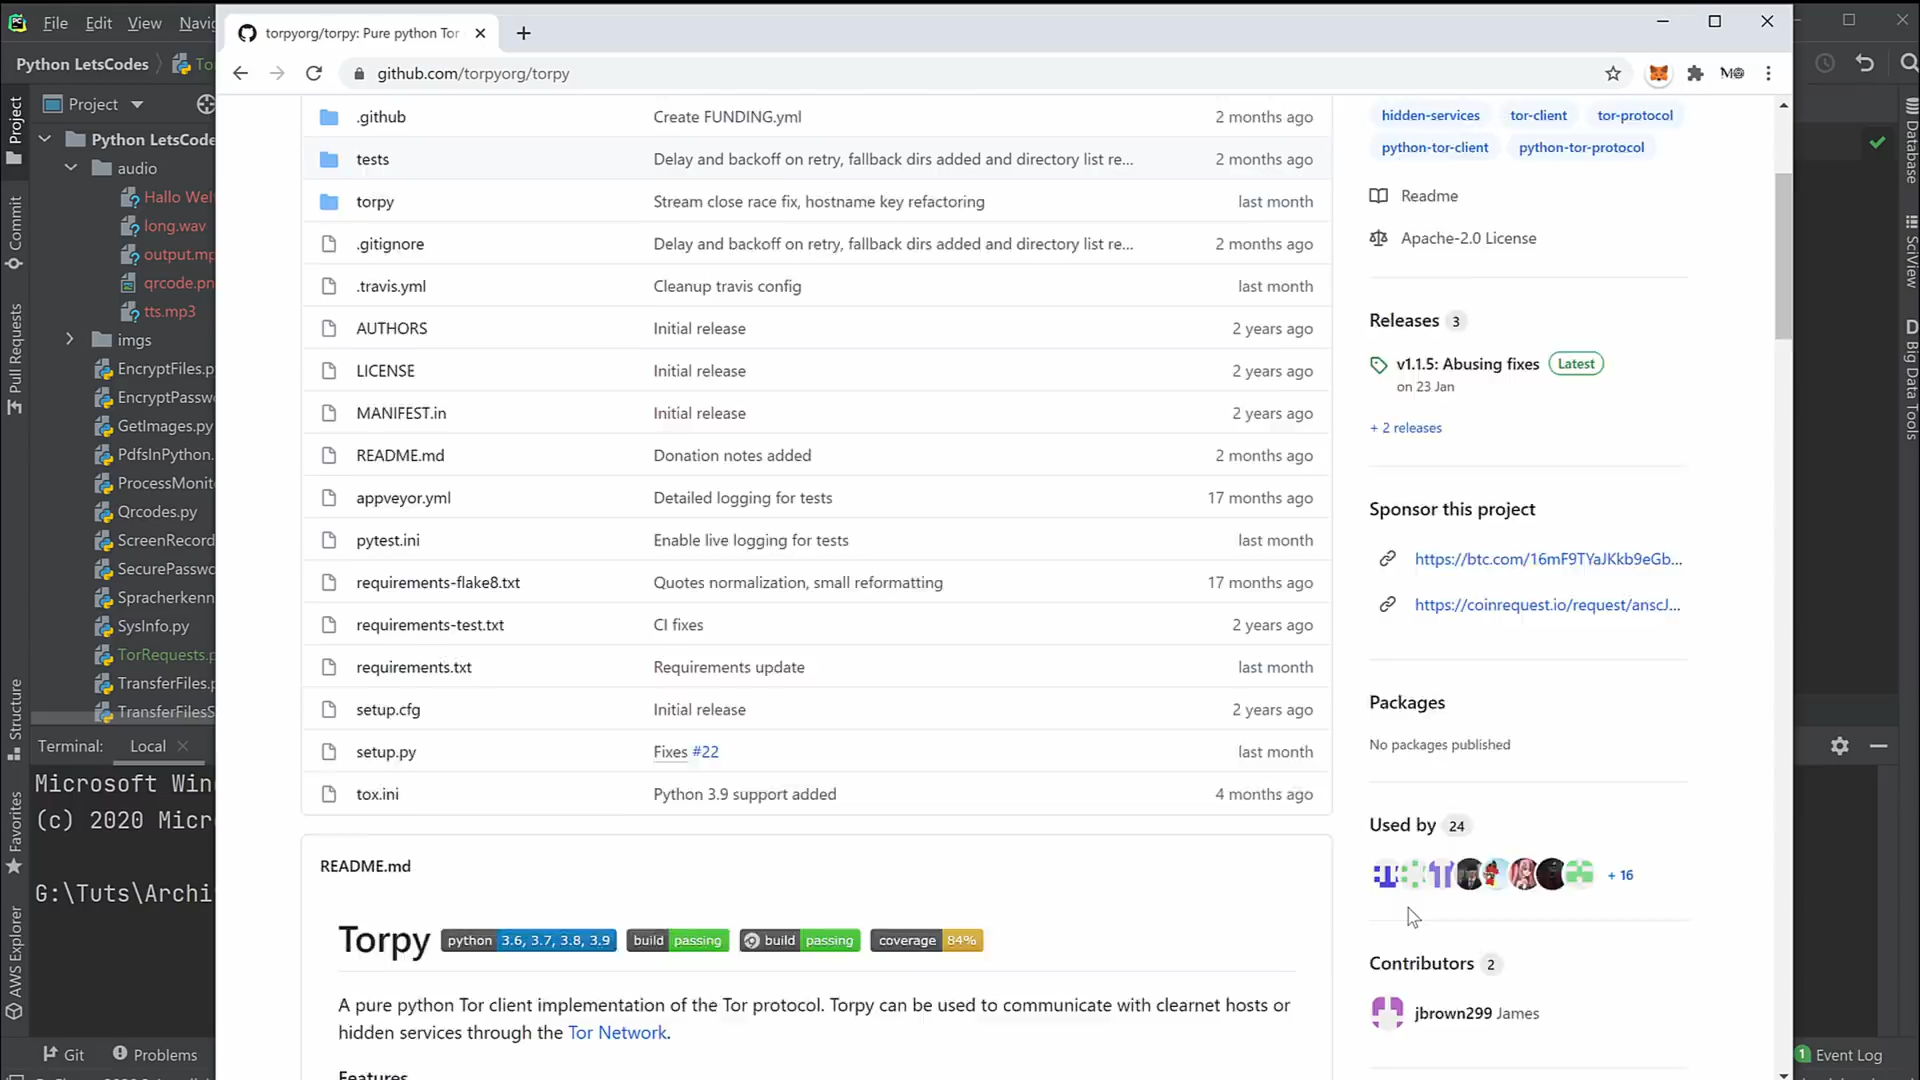 File Edit View Navig
torpyorg/torpy: Pure python Tor
Python LetsCodes
github.com/torpyorg/torpy
Project
Project
Commit
Pull Requests
Structure
Favorites
AWS Explorer
Python LetsCode
audio
Hallo Wel
long.wav
output.mp
qrcode.pn
tts.mp3
imgs
EncryptFiles.p
EncryptPassw
GetImages.py
PdfsInPython.
ProcessMonit
Qrcodes.py
ScreenRecord
SecurePasswo
Spracherkenn
SysInfo.py
TorRequests.p
TransferFiles.p
TransferFilesS
Terminal: Local
Microsoft Win
(c) 2020 Micr
G:\Tuts\Archi
Git Problems
.github Create FUNDING.yml 2 months ago
tests Delay and backoff on retry, fallback dirs added and directory list re... 2 months ago
torpy Stream close race fix, hostname key refactoring last month
.gitignore Delay and backoff on retry, fallback dirs added and directory list re... 2 months ago
.travis.yml Cleanup travis config last month
AUTHORS Initial release 2 years ago
LICENSE Initial release 2 years ago
MANIFEST.in Initial release 2 years ago
README.md Donation notes added 2 months ago
appveyor.yml Detailed logging for tests 17 months ago
pytest.ini Enable live logging for tests last month
requirements-flake8.txt Quotes normalization, small reformatting 17 months ago
requirements-test.txt CI fixes 2 years ago
requirements.txt Requirements update last month
setup.cfg Initial release 2 years ago
setup.py Fixes #22 last month
tox.ini Python 3.9 support added 4 months ago
README.md
Torpy python 3.6, 3.7, 3.8, 3.9 build passing build passing coverage 84%
A pure python Tor client implementation of the Tor protocol. Torpy can be used to communicate with clearnet hosts or
hidden services through the Tor Network.
Features
hidden-services tor-client tor-protocol
python-tor-client python-tor-protocol
Readme
Apache-2.0 License
Releases 3
v1.1.5: Abusing fixes Latest
on 23 Jan
+ 2 releases
Sponsor this project
https://btc.com/16mF9TYaJKkb9eGb...
https://coinrequest.io/request/anscJ...
Packages
No packages published
Used by 24
+ 16
Contributors 2
jbrown299 James
Database
SciView
D Big Data Tools
1 Event Log